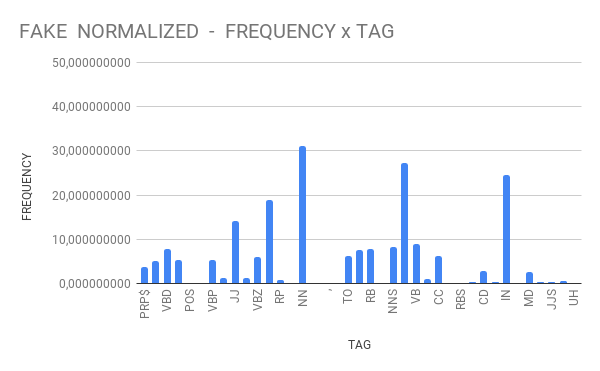 FAKE NORMALIZED - FREQUENCY x TAG
50,000000000
40,000000000
30,000000000
20,000000000
10,000000000
0,000000000
FREQUENCY
PRP$
VBD
POS
VBP
JJ
VBZ
RP
NN
,
TO
RB
NNS
VB
CC
RBS
CD
IN
MD
JJS
UH
TAG